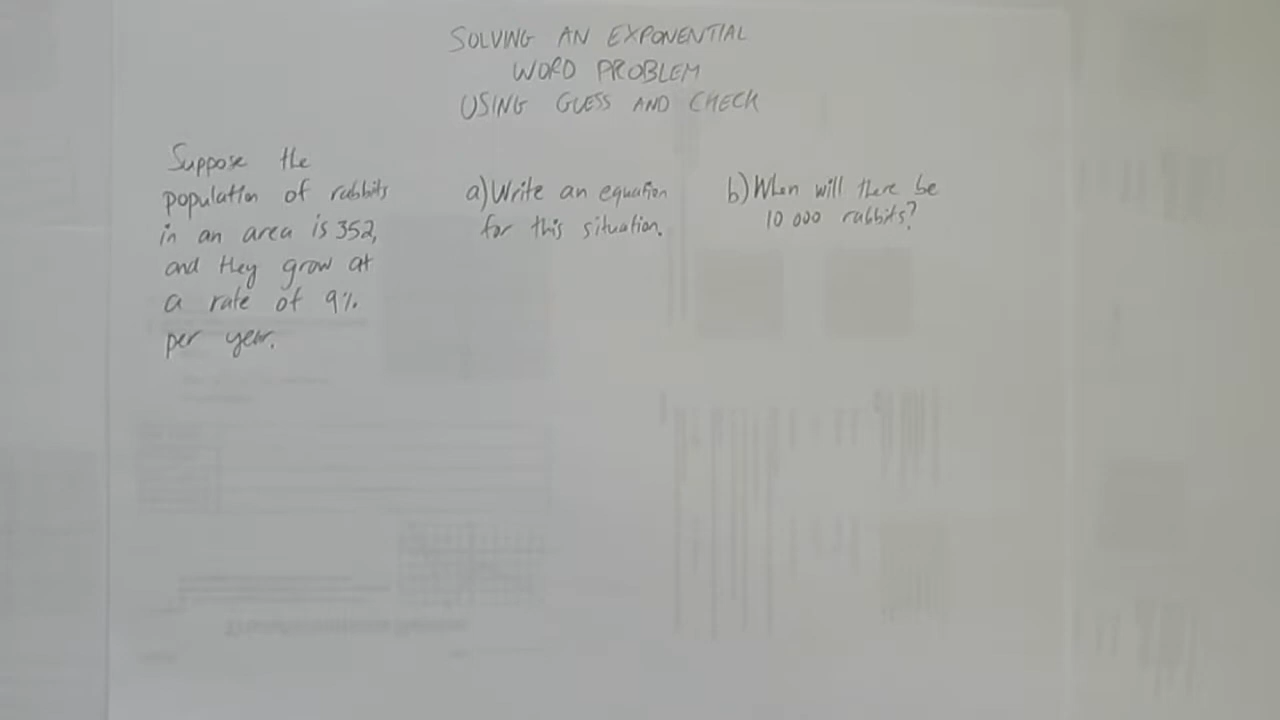 SOLVING AN EXPONENTIAL
WORD PROBLEM
USING GUESS AND CHECK
Suppose the
population of rabbits
in an area is 352,
and they grow at
a rate of 9%
per year.
a) Write an equation
for this situation.
b) When will there be
10 000 rabbits?